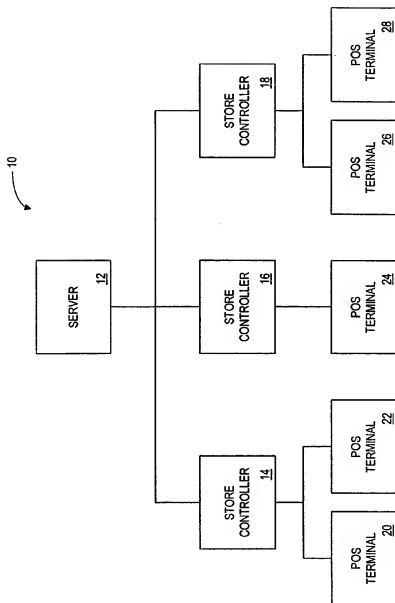 10
SERVER
12
STORE
CONTROLLER
14
STORE
CONTROLLER
16
STORE
CONTROLLER
18
POS
TERMINAL
20
POS
TERMINAL
22
POS
TERMINAL
24
POS
TERMINAL
26
POS
TERMINAL
28